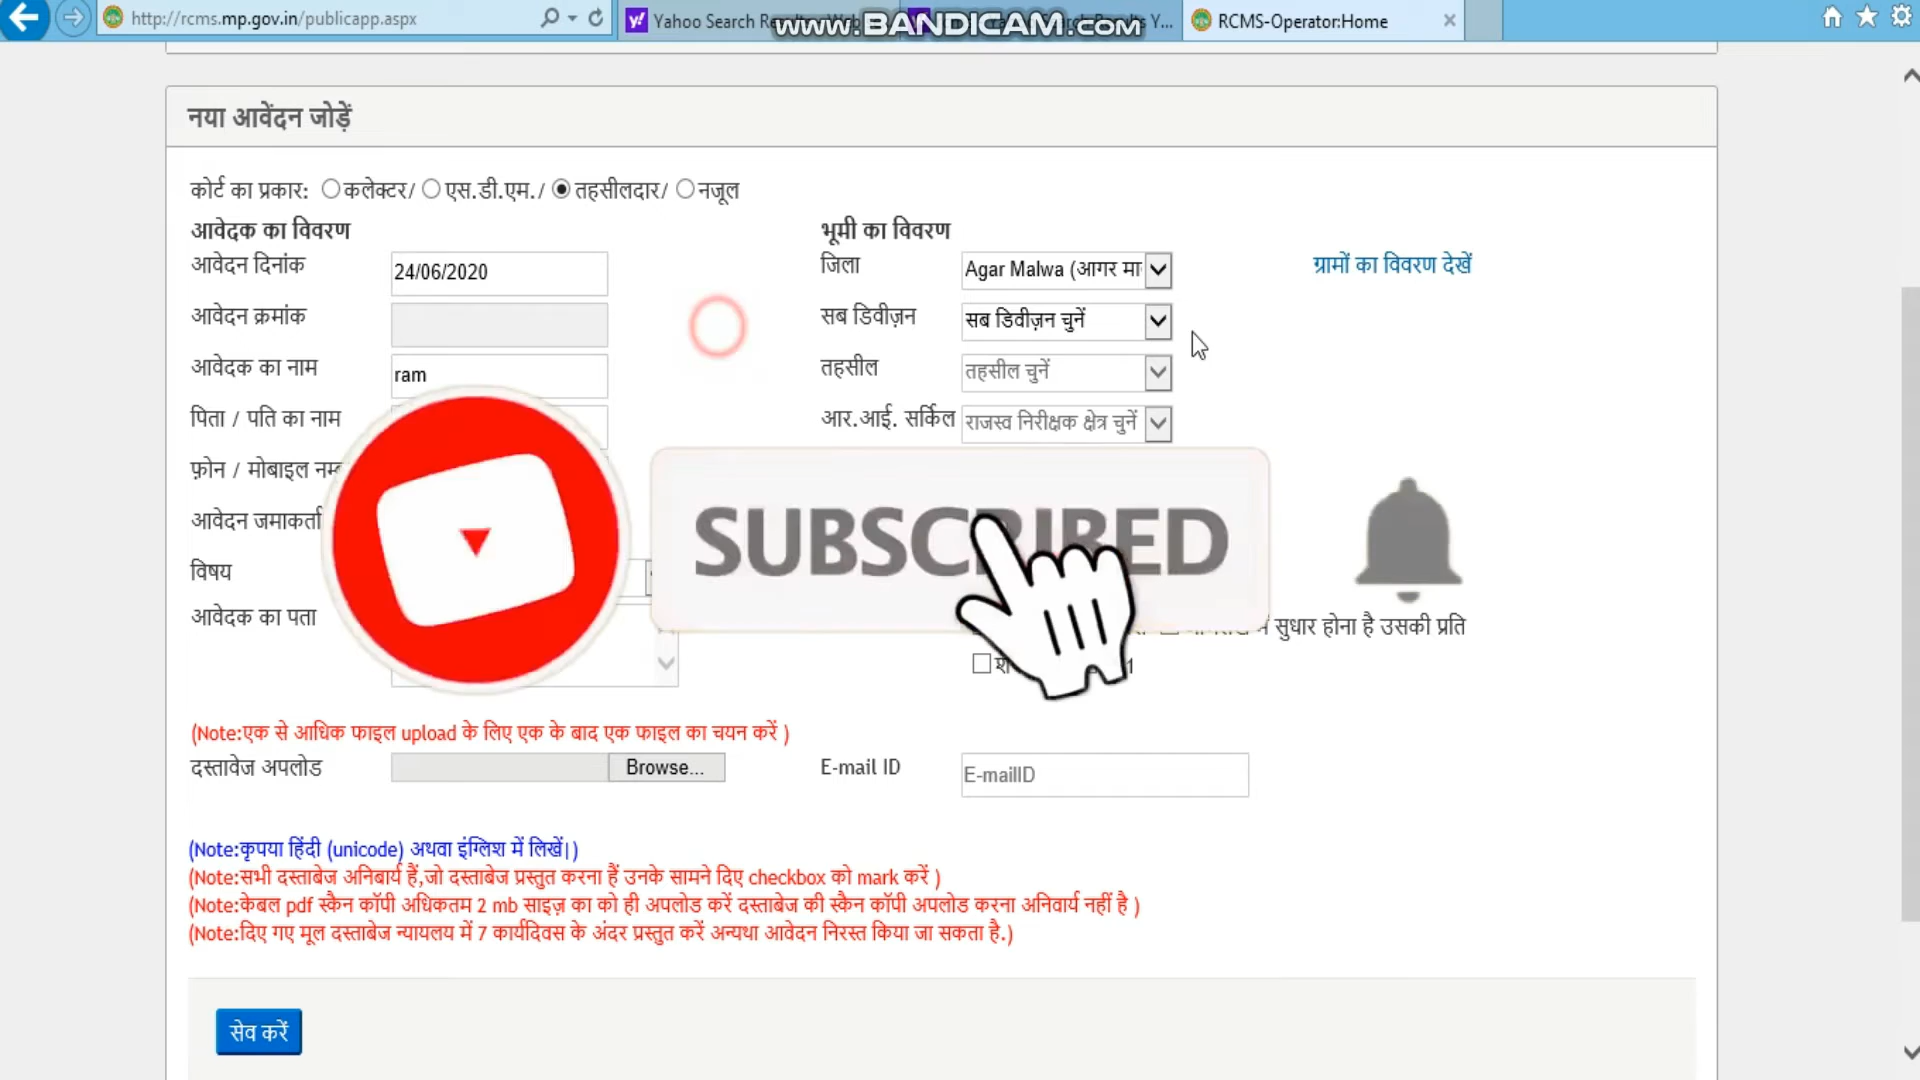 http://rcms.mp.gov.in/publicapp.aspx
Yahoo Search
www.BANDICAM.com
RCMS-Operator:Home
नया आवेंदन जोड़ें
कोर्ट का प्रकार: कलेक्टर/ एस.डी.एम./ तहसीलदार/ नजूल
आवेदक का विवरण
भूमी का विवरण
आवेदन दिनांक
24/06/2020
जिला
Agar Malwa (आगर मा
ग्रामों का विवरण देखें
आवेदन क्रमांक
सब डिवीज़न
सब डिवीज़न चुनें
आवेदक का नाम
ram
तहसील
तहसील चुनें
पिता / पति का नाम
आर.आई. सर्किल
राजस्व निरीक्षक क्षेत्र चुनें
फ़ोन / मोबाइल
आवेदन जमाकर्ता
SUBSCRIBED
विषय
आवेदक का पता
सुधार होना है उसकी प्रति
(Note:एक से आधिक फाइल upload के लिए एक के बाद एक फाइल का चयन करें )
दस्तावेज अपलोड
Browse...
E-mail ID
E-mailID
(Note:कृपया हिंदी (unicode) अथवा इंग्लिश में लिखें|)
(Note:सभी दस्ताबेज अनिबार्य हैं,जो दस्ताबेज प्रस्तुत करना हैं उनके सामने दिए checkbox को mark करें )
(Note:केबल pdf स्कैन कॉपी अधिकतम 2 mb साइज़ का को ही अपलोड करें दस्ताबेज की स्कैन कॉपी अपलोड करना अनिवार्य नहीं है )
(Note:दिए गए मूल दस्ताबेज न्यायलय में 7 कार्यदिवस के अंदर प्रस्तुत करें अन्यथा आवेदन निरस्त किया जा सकता है.)
सेव करें